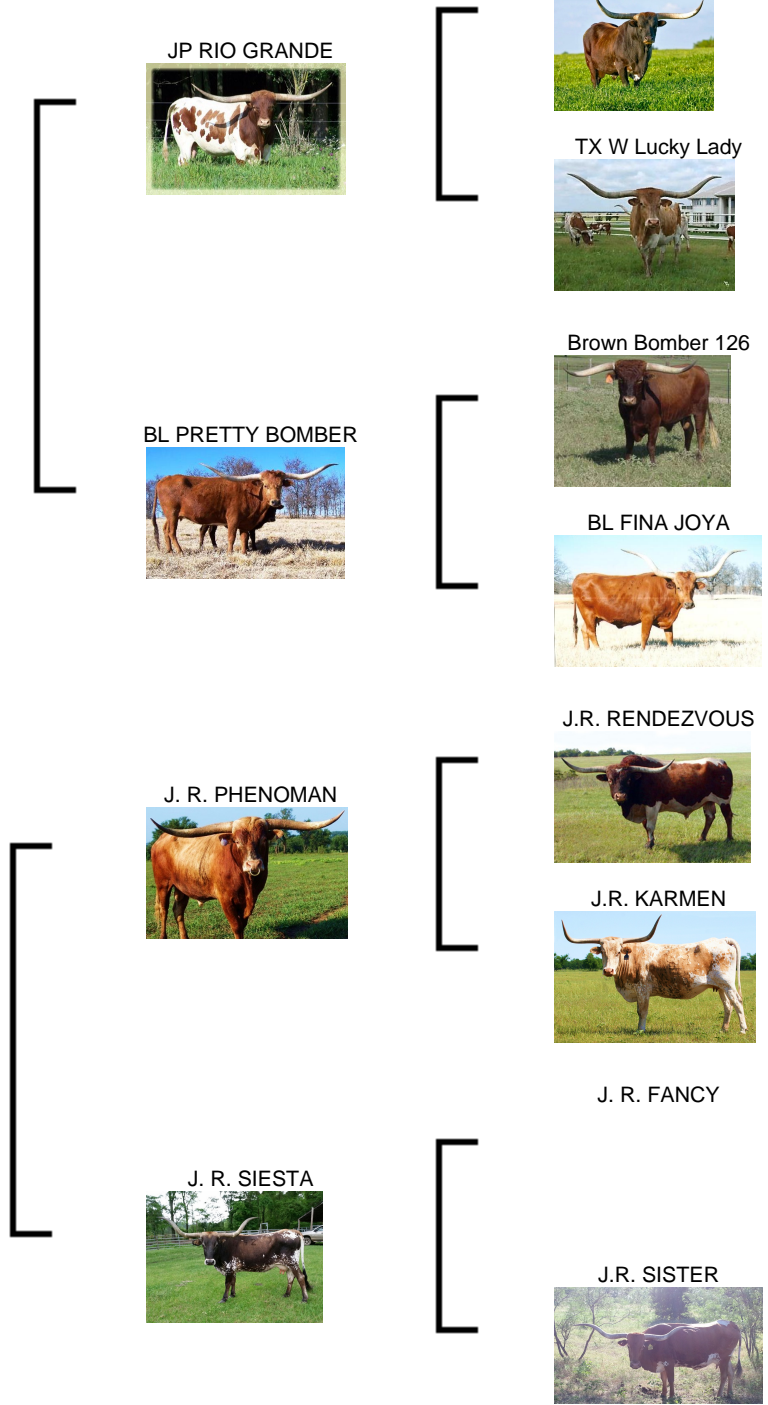 JP RIO GRANDE
TX W Lucky Lady
Brown Bomber 126
BL PRETTY BOMBER
BL FINA JOYA
J.R. RENDEZVOUS
J. R. PHENOMAN
J.R. KARMEN
J. R. FANCY
J. R. SIESTA
J.R. SISTER